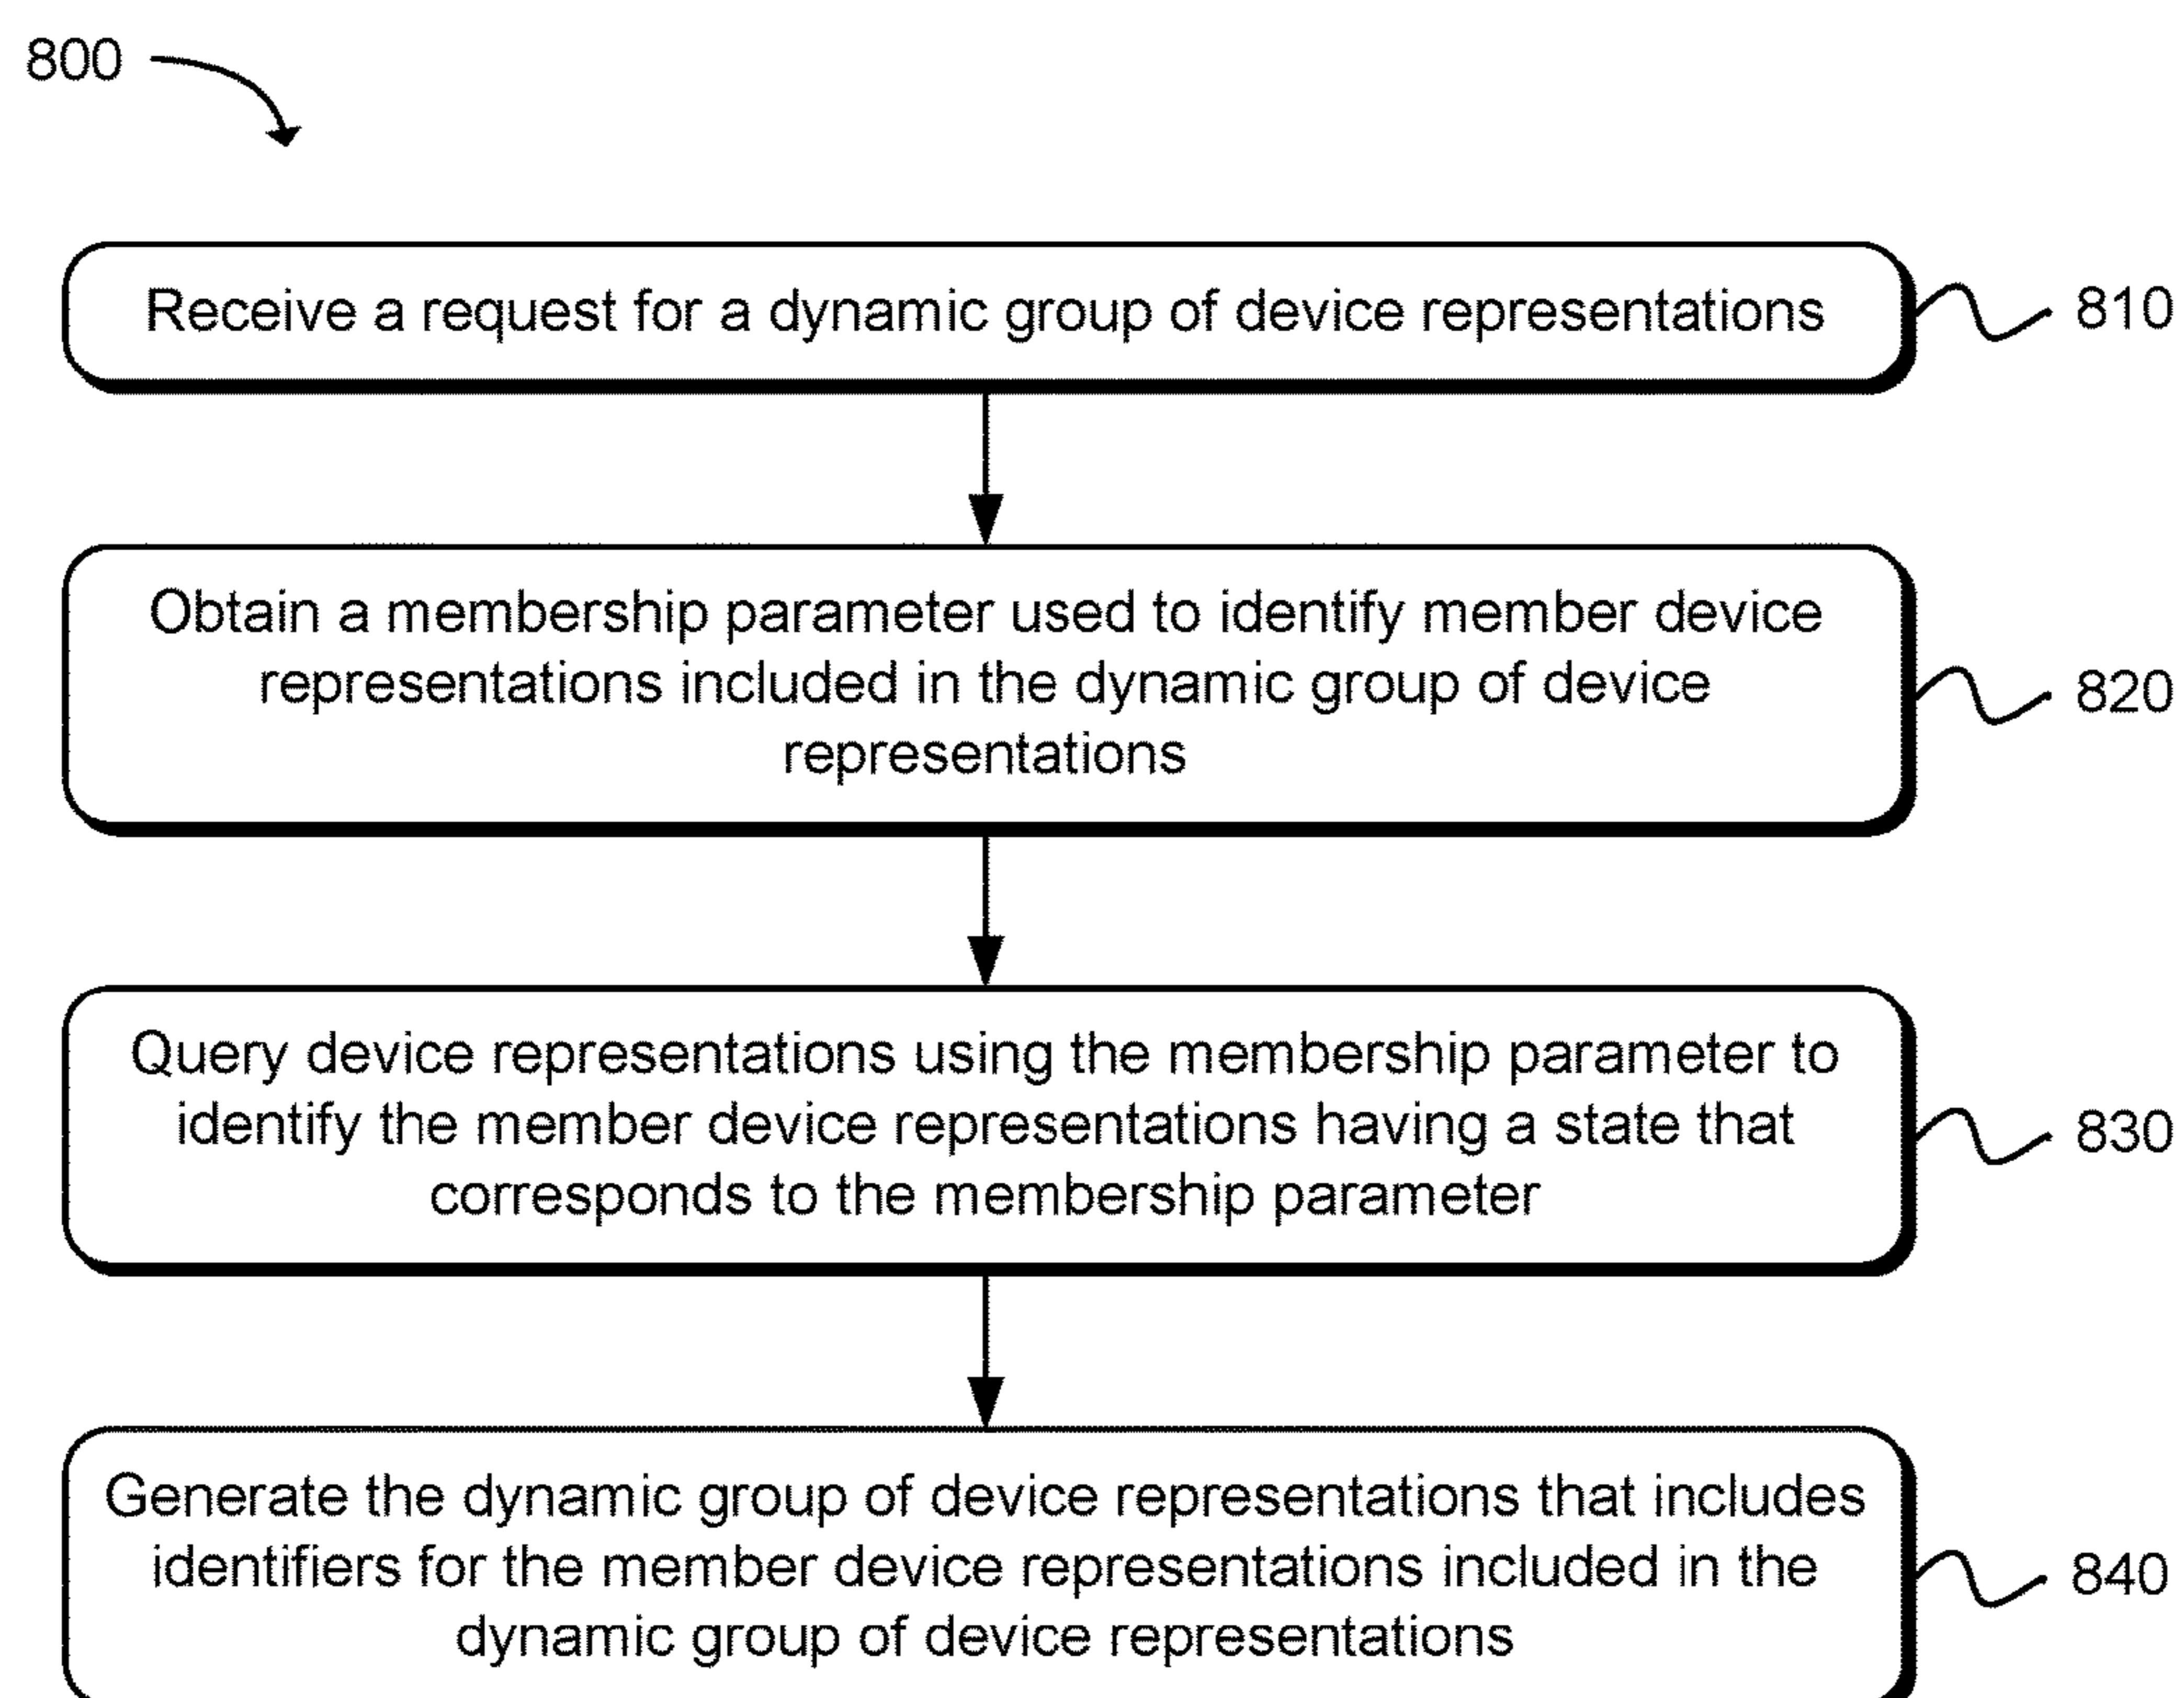 800
Receive a request for a dynamic group of device representations
810
Obtain a membership parameter used to identify member device
representations included in the dynamic group of device
representations
820
Query device representations using the membership parameter to
identify the member device representations having a state that
corresponds to the membership parameter
830
Generate the dynamic group of device representations that includes
identifiers for the member device representations included in the
dynamic group of device representations
840